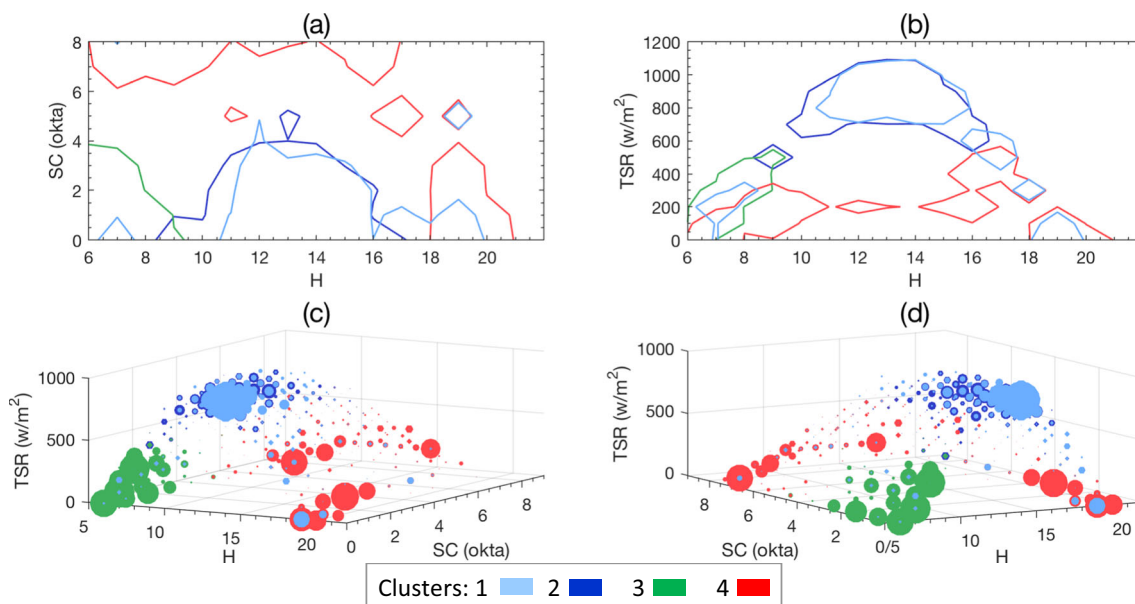 (a)
SC (okta)
8
6
4
2
0
6 8 10 12 14 16 18 20
H
(b)
TSR (w/m²)
1200
1000
800
600
400
200
0
6 8 10 12 14 16 18 20
H
(c)
TSR (w/m²)
1000
500
0
5 10 15 20
H
0 2 4 6 8
SC (okta)
(d)
TSR (w/m²)
1000
500
0
8 6 4 2 0/5 10 15 20
SC (okta)
H
Clusters: 1 2 3 4